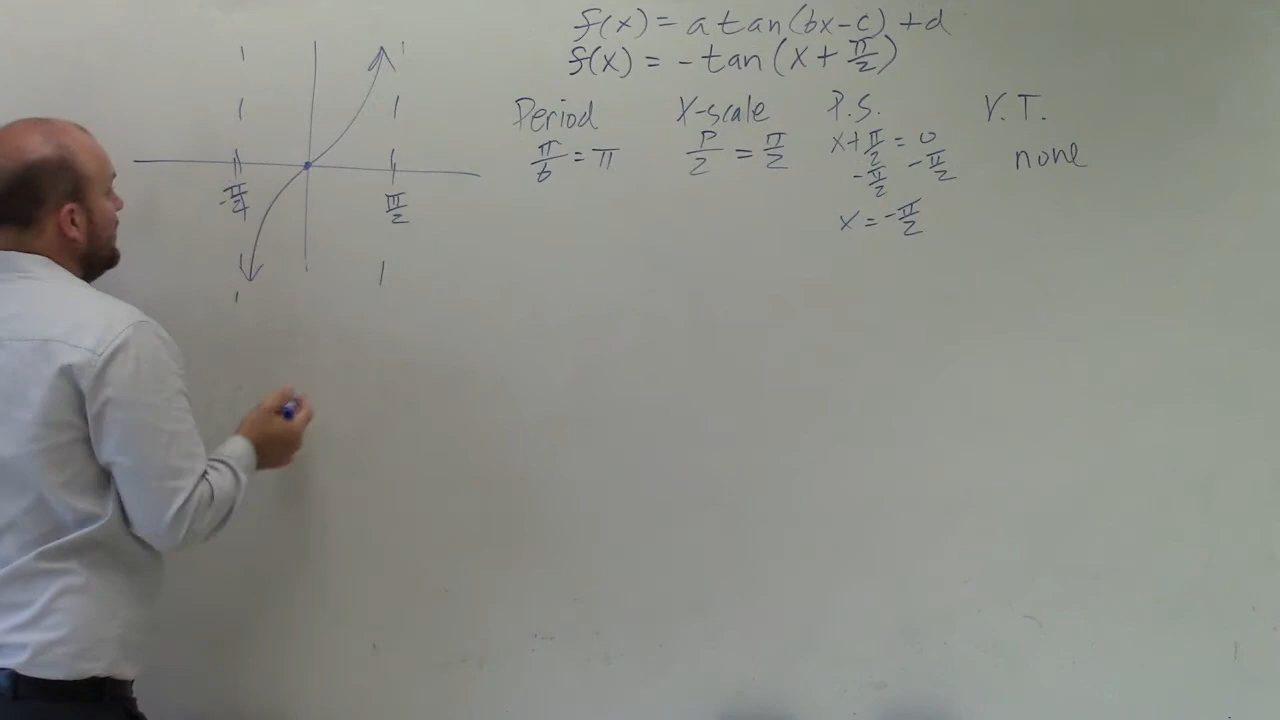 f(x) = a tan(bx-c) + d
f(x) = -tan(x + π/2)
Period X-scale P.S. V.T.
π/b = π P/2 = π/2 x + π/2 = 0 none
-π/2 -π/2
x = -π/2
-π/4 π/2